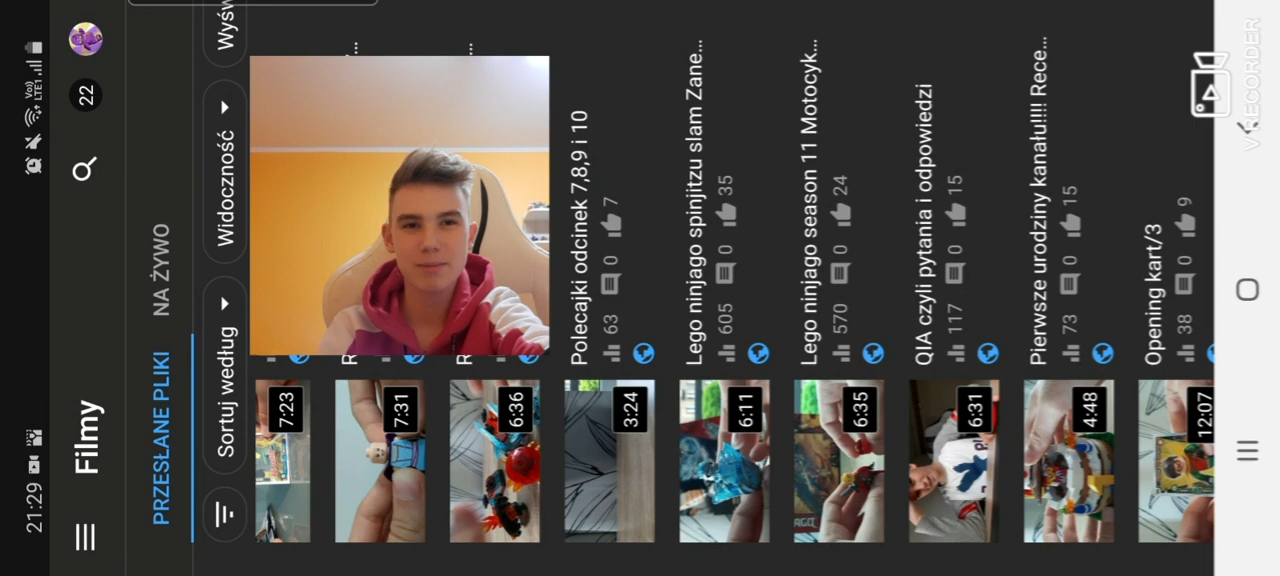 21:29
Vo)) LTE1
Filmy
22
PRZESŁANE PLIKI
NA ŻYWO
Sortuj według
Widoczność
7:23
7:31
R
6:36
R
3:24
Polecajki odcinek 7,8,9 i 10
63 0 7
6:11
Lego ninjago spinjitzu slam Zane...
605 0 35
6:35
Lego ninjago season 11 Motocyk...
570 0 24
6:31
Q|A czyli pytania i odpowiedzi
117 0 15
4:48
Pierwsze urodziny kanału!!!! Rece...
73 0 15
12:07
Opening kart/3
38 0 9
V RECORDER